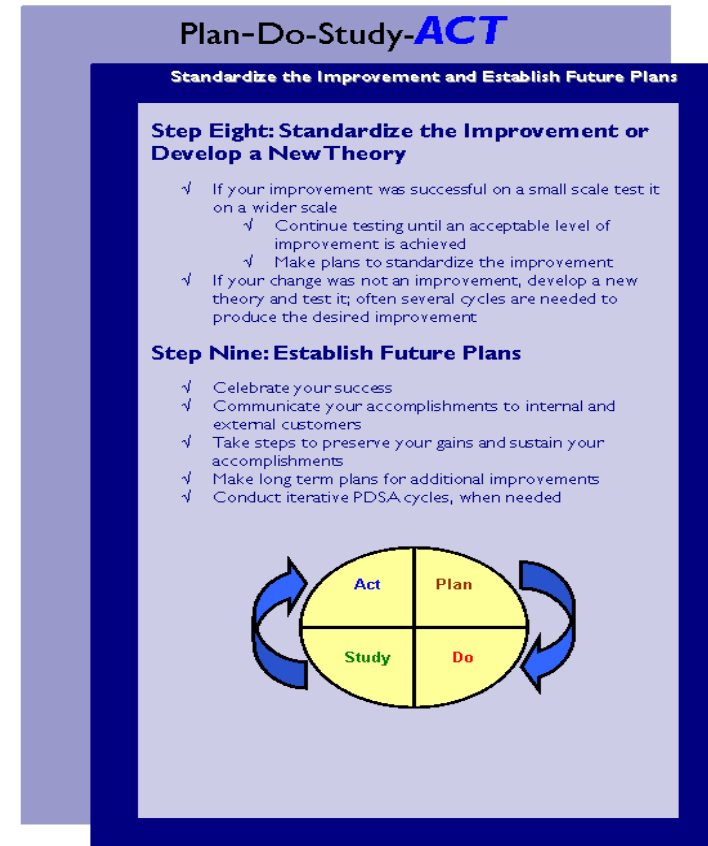 Plan-Do-Study-ACT
Standardize the Improvement and Establish Future Plans
Step Eight: Standardize the Improvement or
Develop a New Theory
√ If your improvement was successful on a small scale test it
on a wider scale
√ Continue testing until an acceptable level of
improvement is achieved
√ Make plans to standardize the improvement
√ If your change was not an improvement, develop a new
theory and test it; often several cycles are needed to
produce the desired improvement
Step Nine: Establish Future Plans
√ Celebrate your success
√ Communicate your accomplishments to internal and
external customers
√ Take steps to preserve your gains and sustain your
accomplishments
√ Make long term plans for additional improvements
√ Conduct iterative PDSA cycles, when needed
Act Plan
Study Do